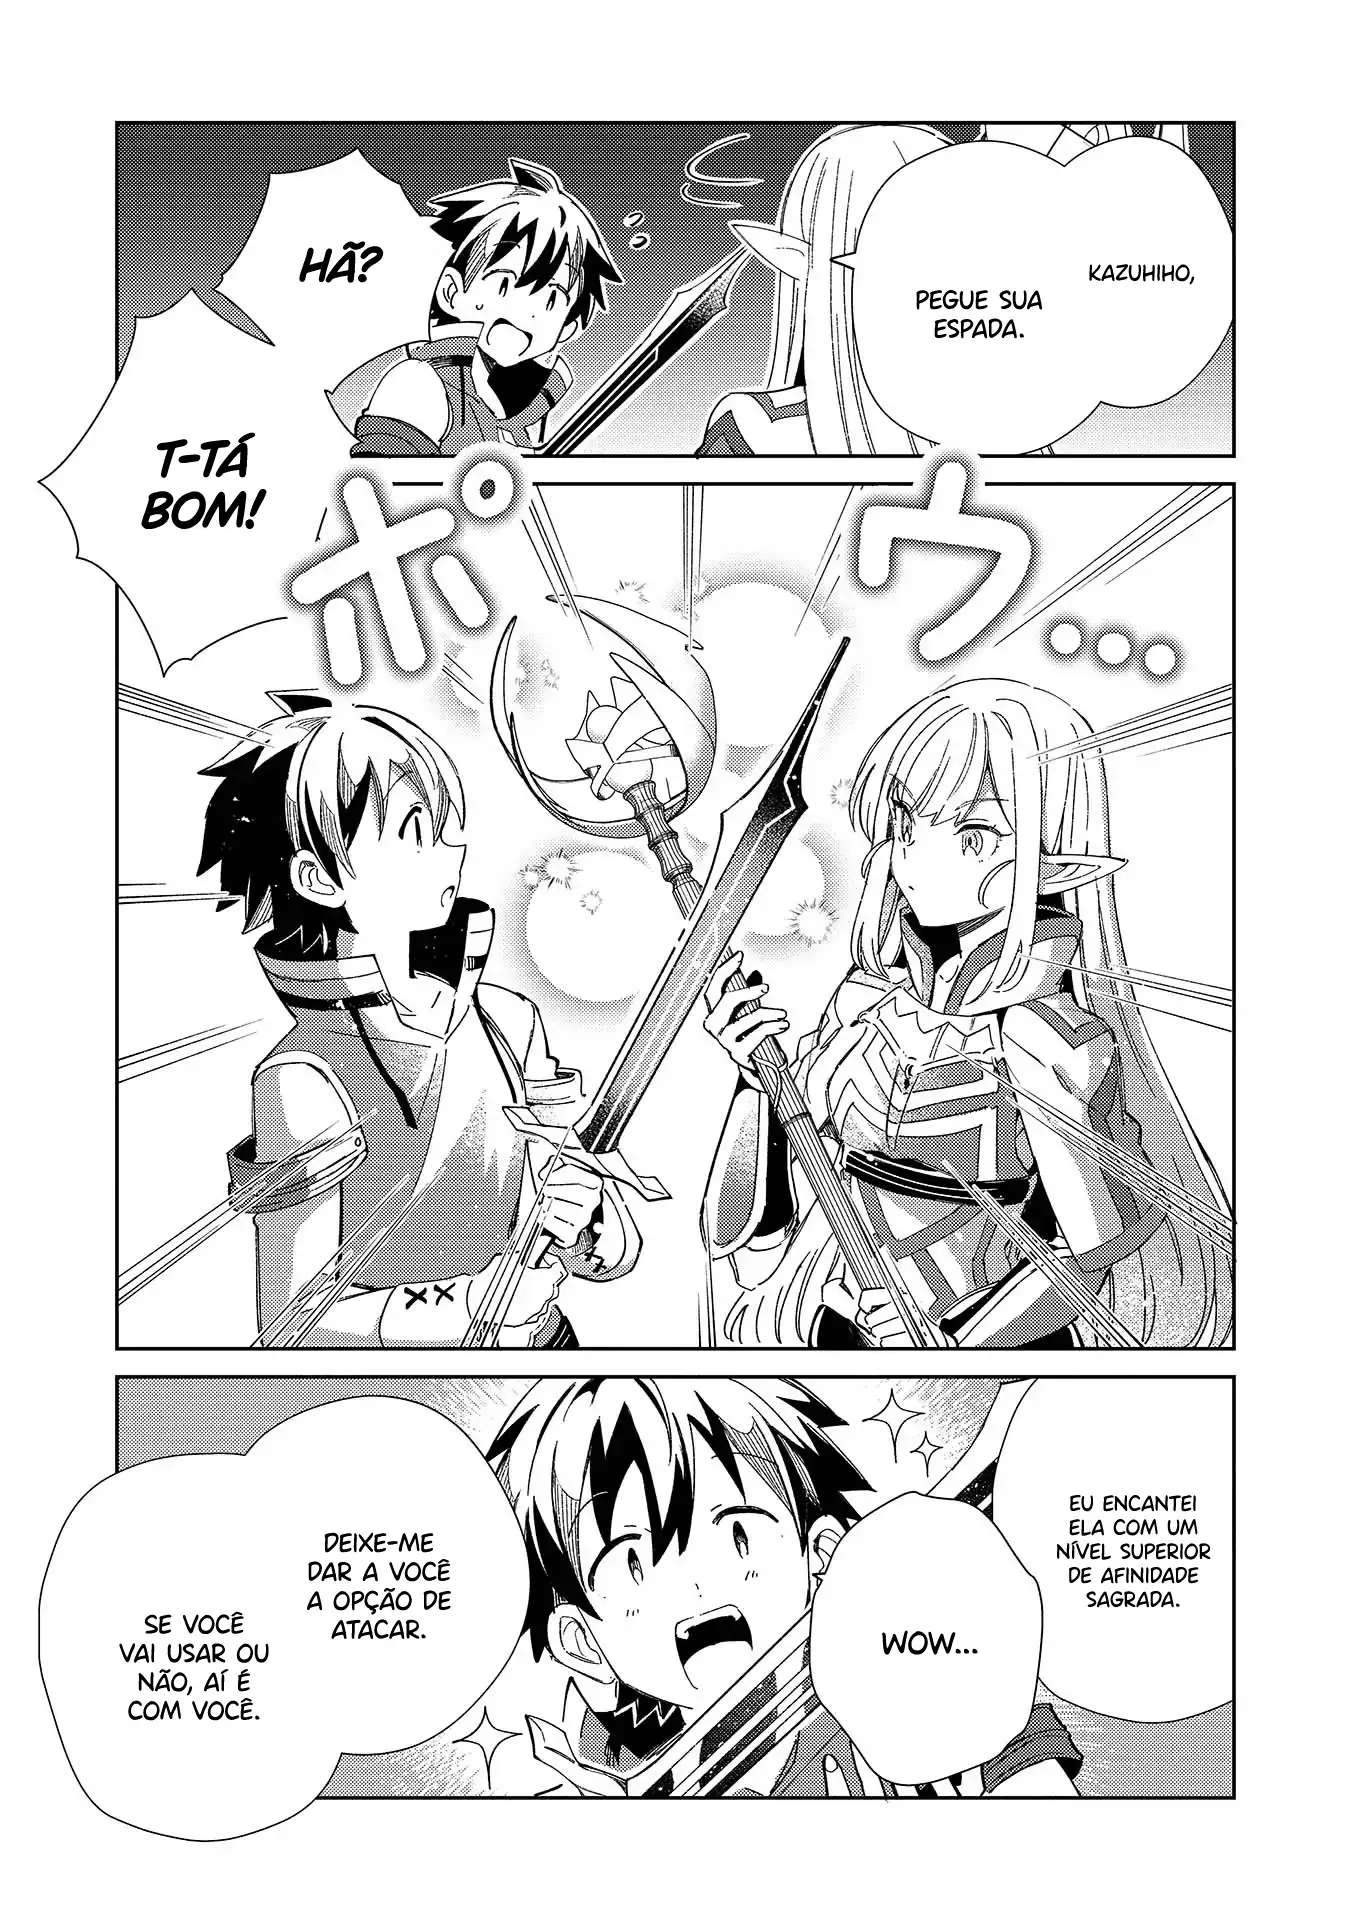 KAZUHIHO,
PEGUE SUA
ESPADA.
HÃ?
T-TÁ
BOM!
ポウ...
EU ENCANTEI
ELA COM UM
NÍVEL SUPERIOR
DE AFINIDADE
SAGRADA.
WOW...
DEIXE-ME
DAR A VOCÊ
A OPÇÃO DE
ATACAR.
SE VOCÊ
VAI USAR OU
NÃO, AÍ É
COM VOCÊ.